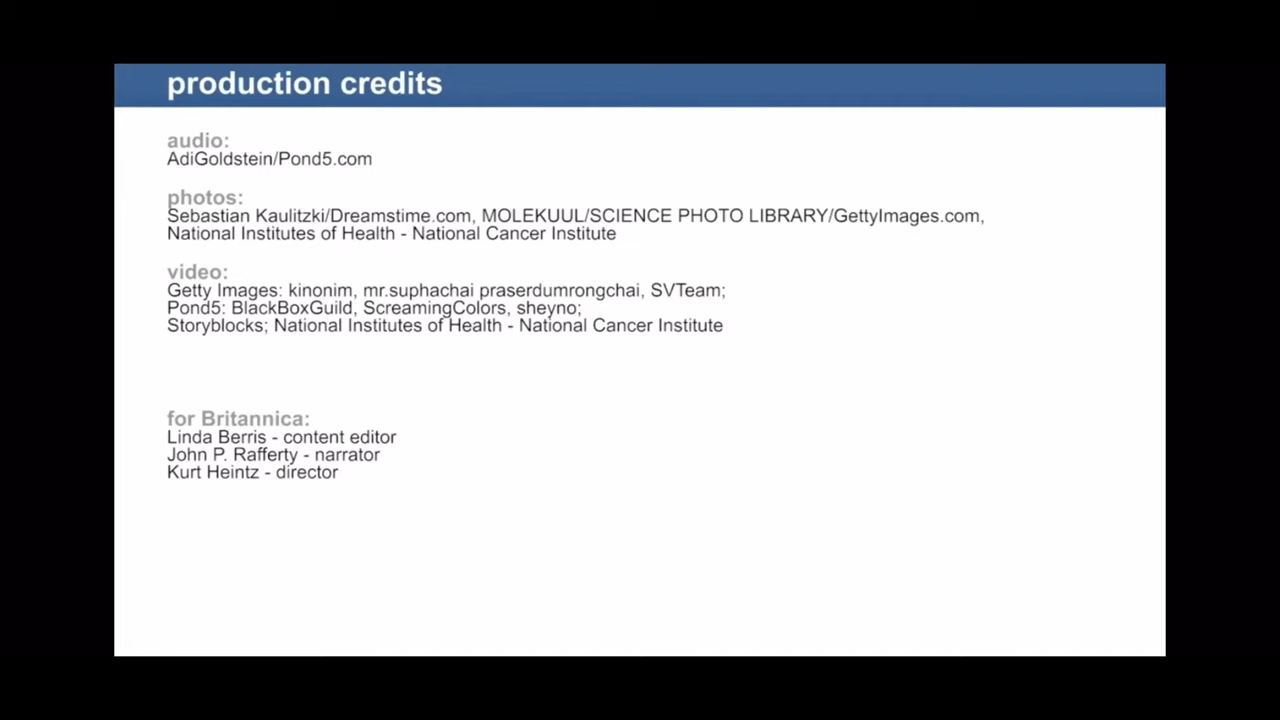 production credits
audio:
AdiGoldstein/Pond5.com
photos:
Sebastian Kaulitzki/Dreamstime.com, MOLEKUUL/SCIENCE PHOTO LIBRARY/GettyImages.com,
National Institutes of Health - National Cancer Institute
video:
Getty Images: kinonim, mr.suphachai praserdumrongchai, SVTeam;
Pond5: BlackBoxGuild, ScreamingColors, sheyno;
Storyblocks; National Institutes of Health - National Cancer Institute
for Britannica:
Linda Berris - content editor
John P. Rafferty - narrator
Kurt Heintz - director